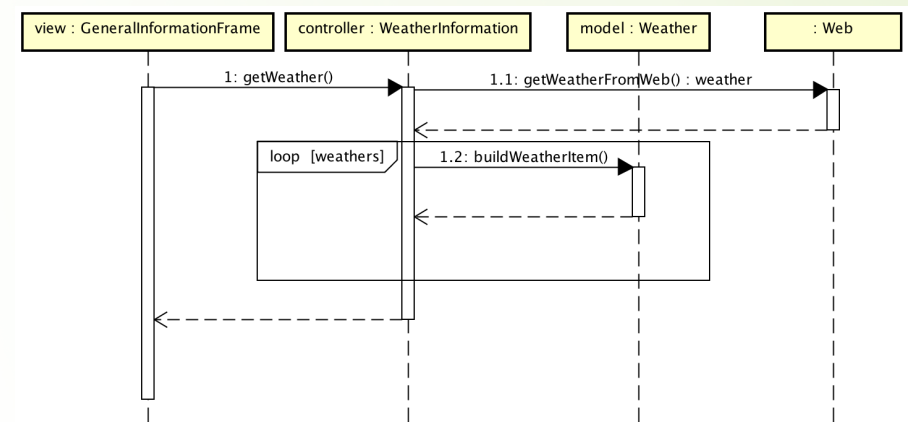 view : GeneralInformationFrame
controller : WeatherInformation
model : Weather
: Web
1: getWeather()
1.1: getWeatherFromWeb() : weather
loop [weathers]
1.2: buildWeatherItem()